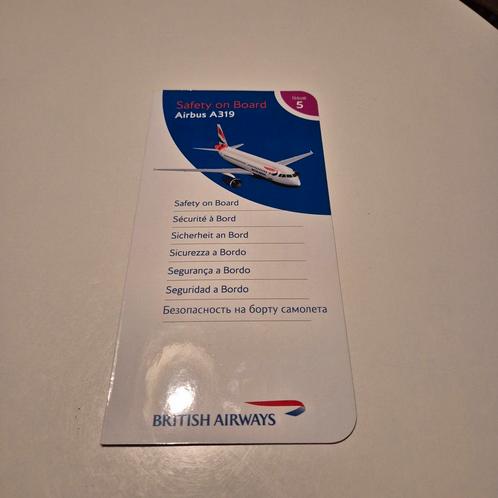 Safety on Board
Airbus A319
Issue
5
Safety on Board
Sécurité à Bord
Sicherheit an Bord
Sicurezza a Bordo
Segurança a Bordo
Seguridad a Bordo
Безопасность на борту самолета
BRITISH AIRWAYS